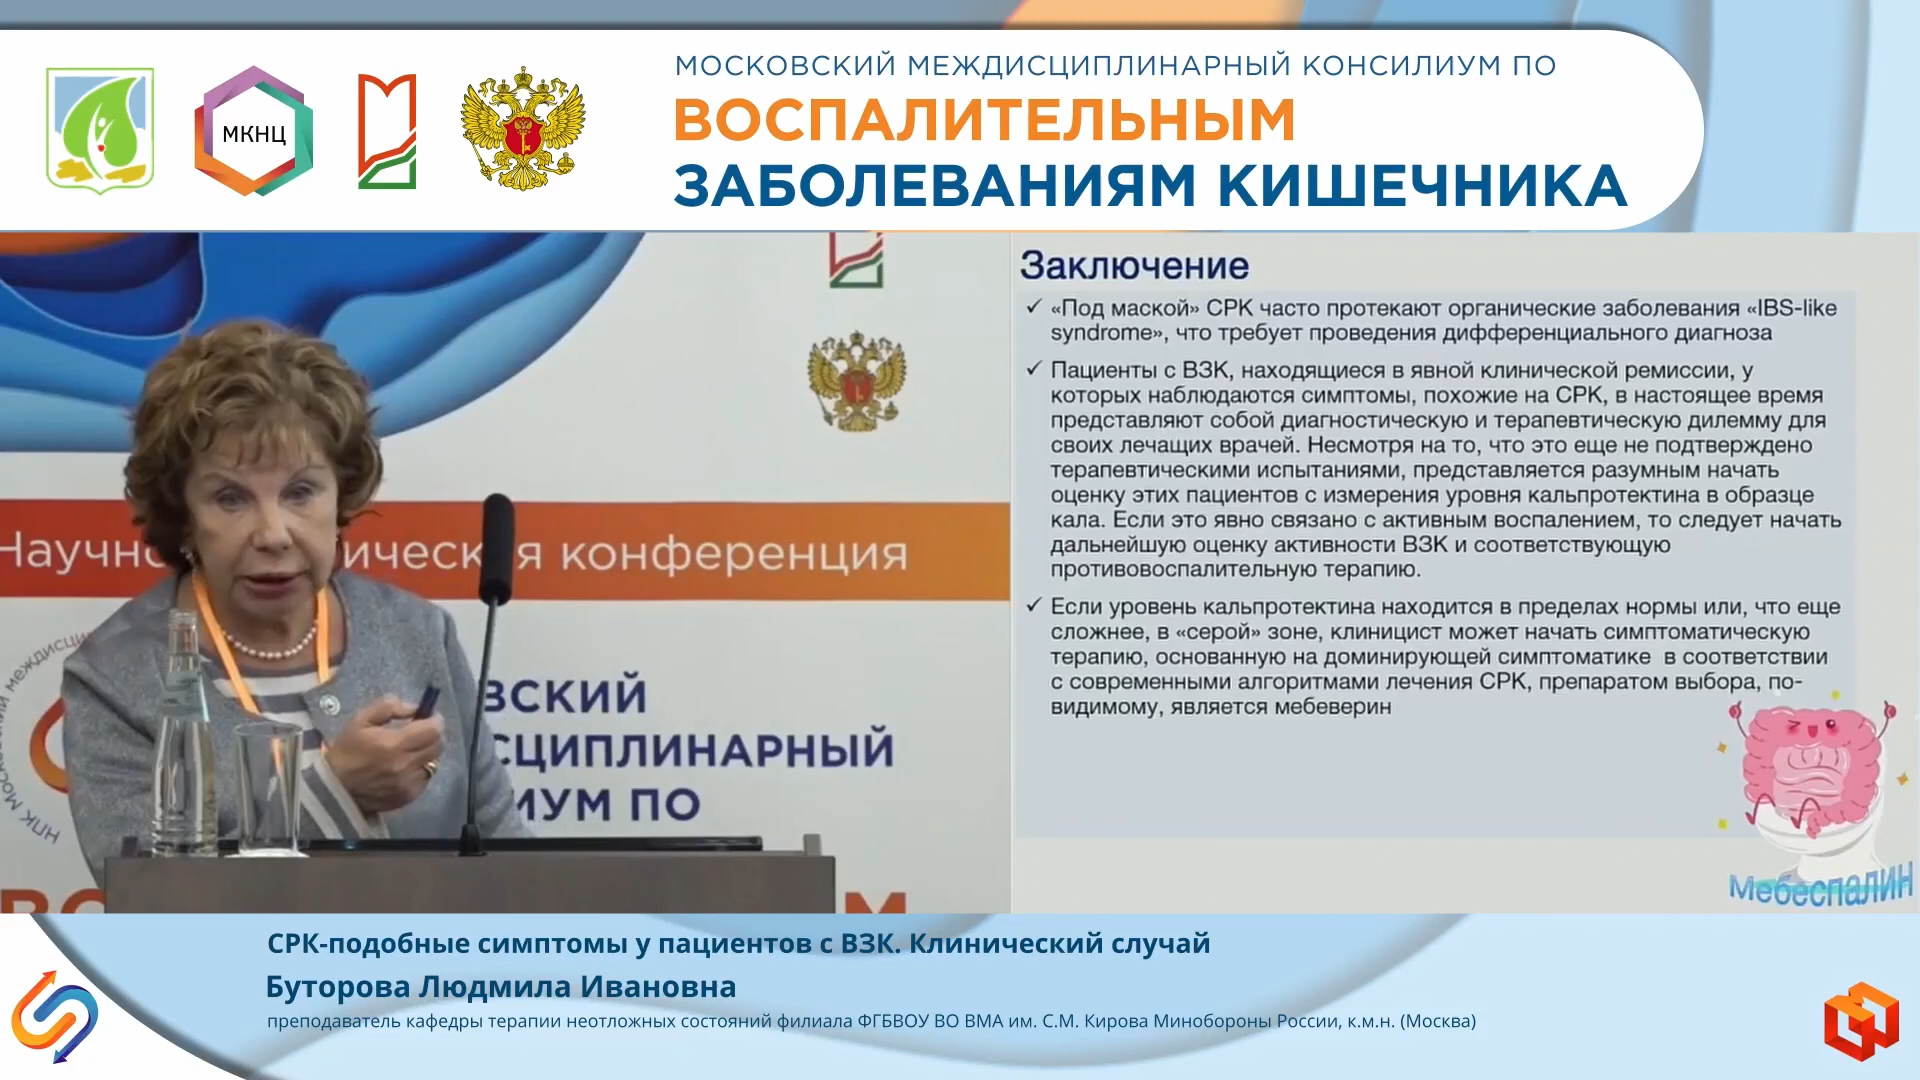 МОСКОВСКИЙ МЕЖДИСЦИПЛИНАРНЫЙ КОНСИЛИУМ ПО
ВОСПАЛИТЕЛЬНЫМ
ЗАБОЛЕВАНИЯМ КИШЕЧНИКА
МКНЦ
конференция
СЦИПЛИНАРНЫЙ
ИУМ ПО
Заключение
✓ «Под маской» СРК часто протекают органические заболевания «IBS-like
syndrome», что требует проведения дифференциального диагноза
✓ Пациенты с ВЗК, находящиеся в явной клинической ремиссии, у
которых наблюдаются симптомы, похожие на СРК, в настоящее время
представляют собой диагностическую и терапевтическую дилемму для
своих лечащих врачей. Несмотря на то, что это еще не подтверждено
терапевтическими испытаниями, представляется разумным начать
оценку этих пациентов с измерения уровня кальпротектина в образце
кала. Если это явно связано с активным воспалением, то следует начать
дальнейшую оценку активности ВЗК и соответствующую
противовоспалительную терапию.
✓ Если уровень кальпротектина находится в пределах нормы или, что еще
сложнее, в «серой» зоне, клиницист может начать симптоматическую
терапию, основанную на доминирующей симптоматике в соответствии
с современными алгоритмами лечения СРК, препаратом выбора, по-
видимому, является мебеверин
Мебеспалин
СРК-подобные симптомы у пациентов с ВЗК. Клинический случай
Буторова Людмила Ивановна
преподаватель кафедры терапии неотложных состояний филиала ФГБВОУ ВО ВМА им. С.М. Кирова Минобороны России, к.м.н. (Москва)